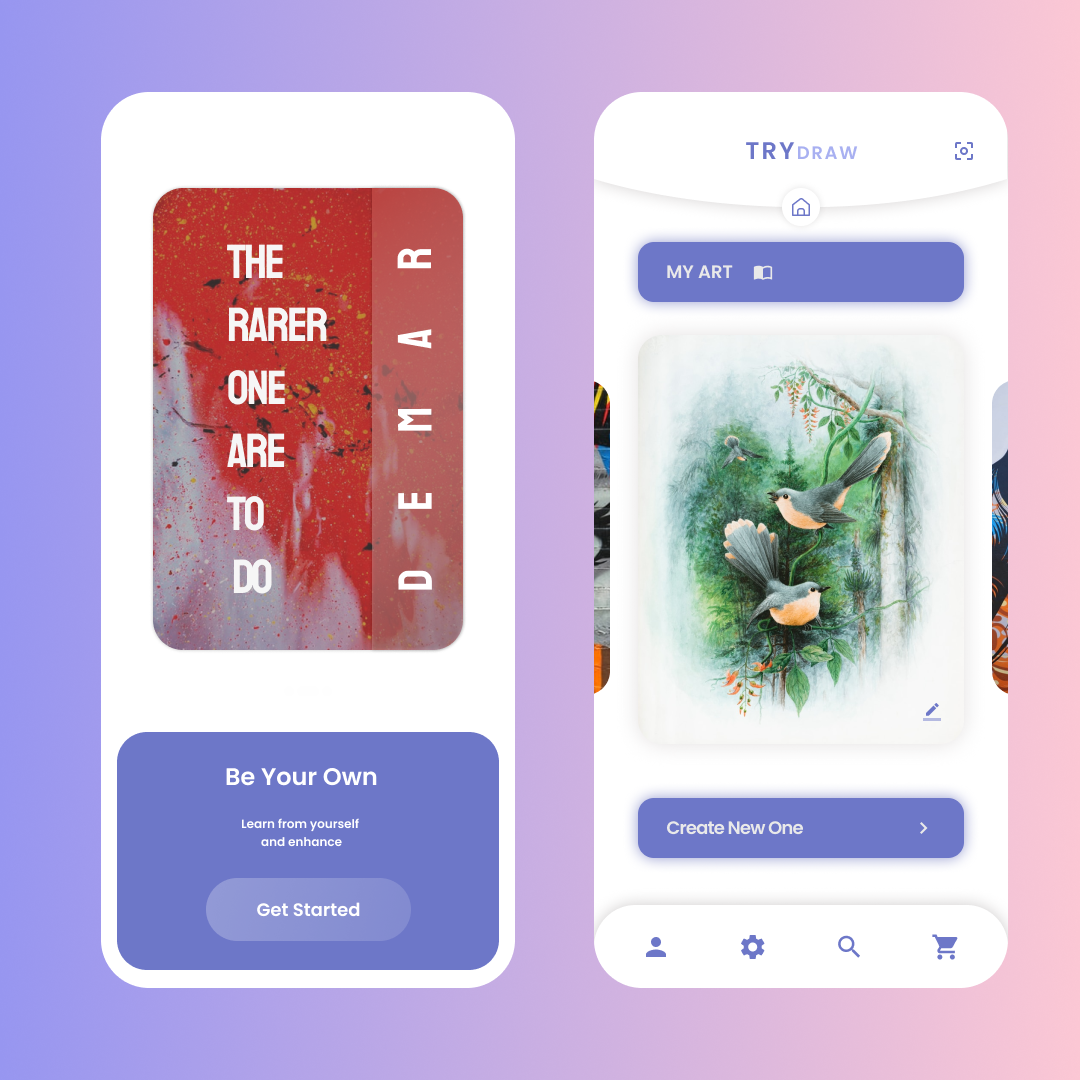 THE
RARER
ONE
ARE
TO
DO
DEMAR
Be Your Own
Learn from yourself
and enhance
Get Started
TRYDRAW
MY ART
Create New One